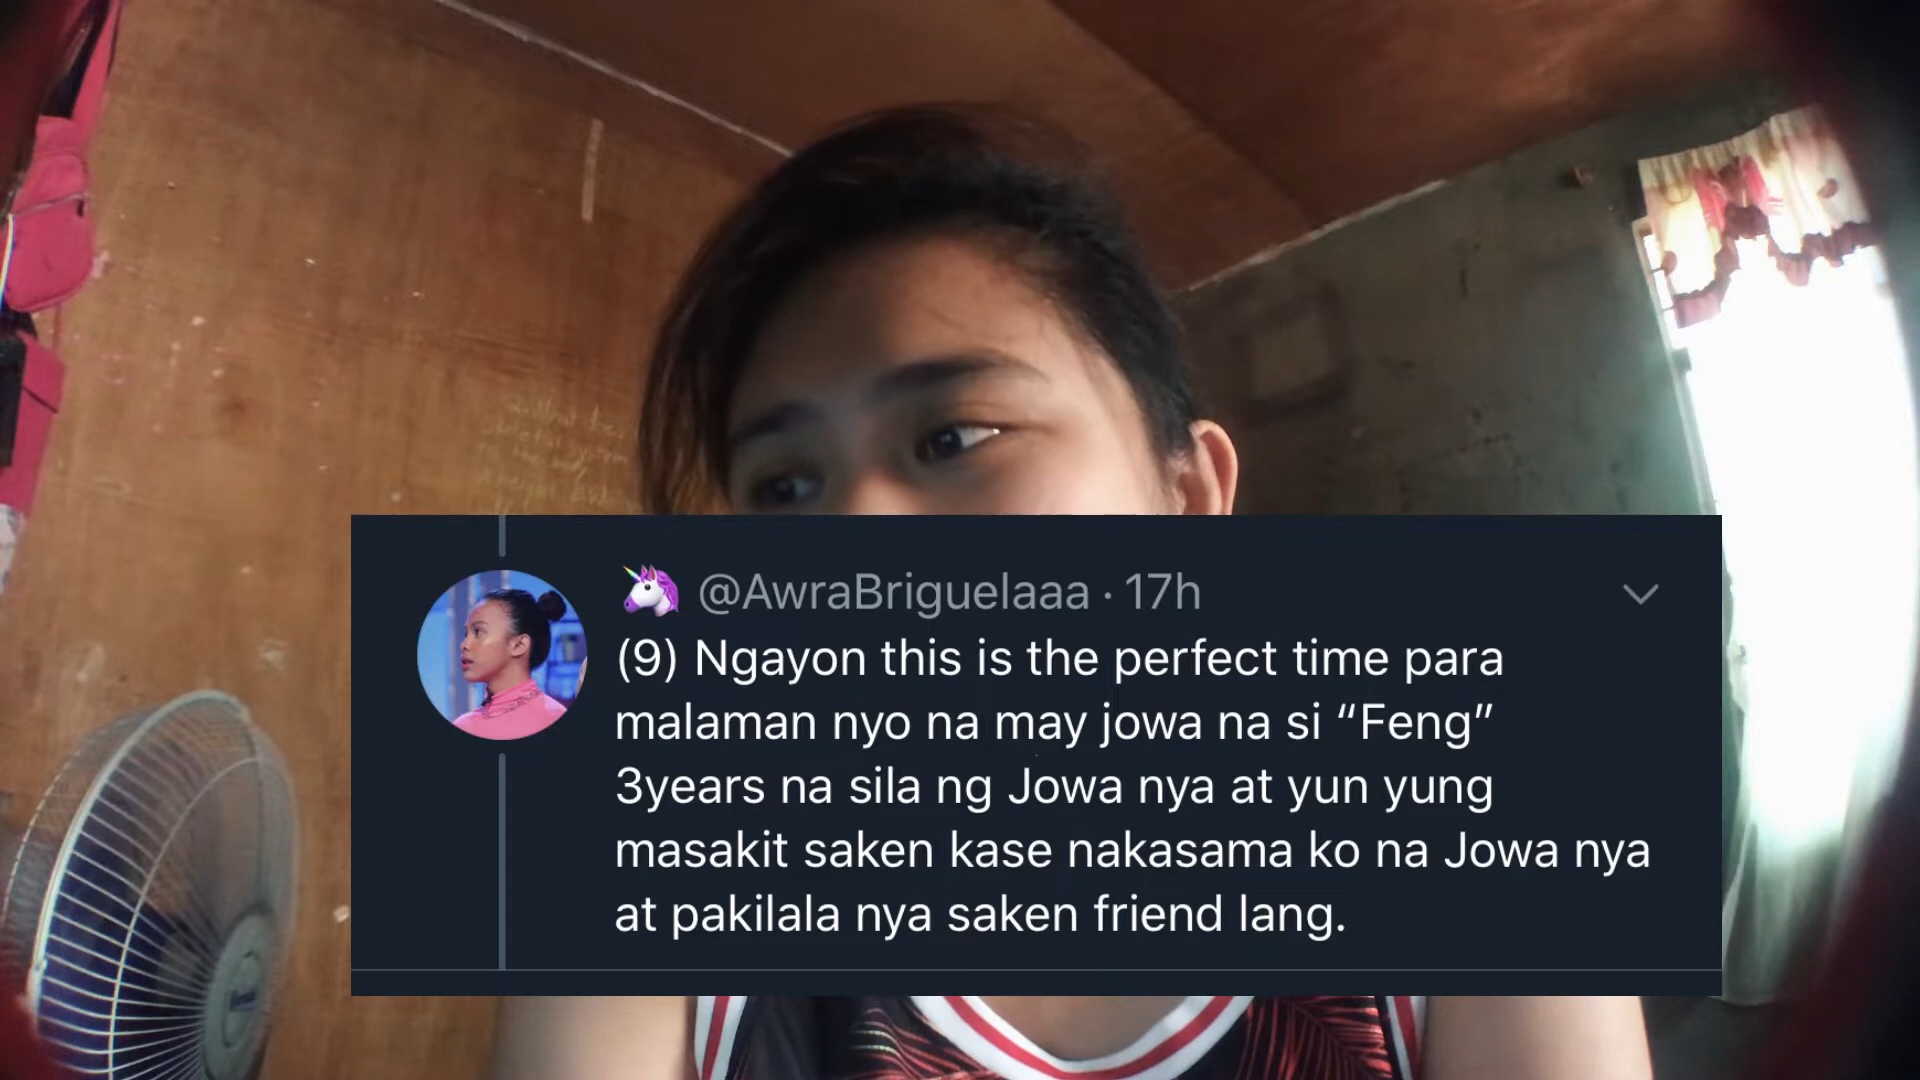 🦄 @AwraBriguelaaa · 17h
(9) Ngayon this is the perfect time para
malaman nyo na may jowa na si “Feng”
3years na sila ng Jowa nya at yun yung
masakit saken kase nakasama ko na Jowa nya
at pakilala nya saken friend lang.